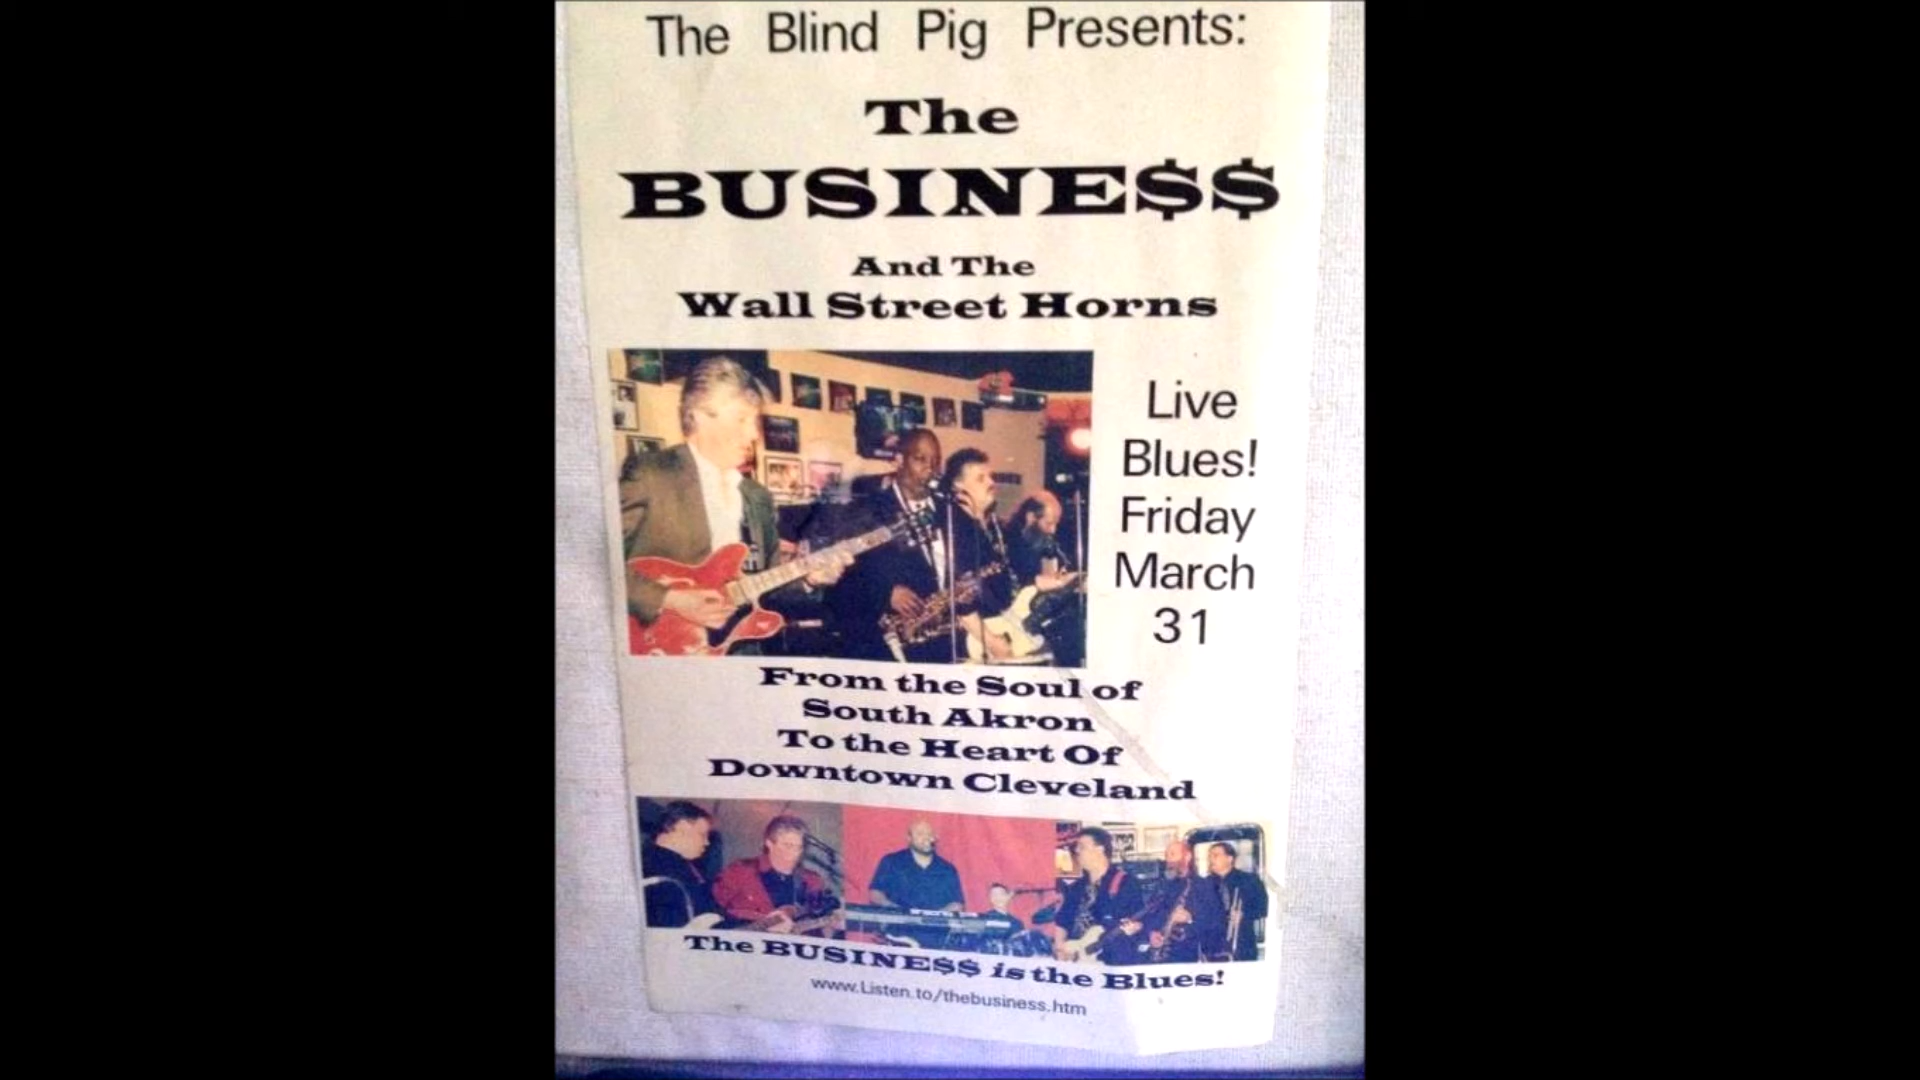 The Blind Pig Presents:
The
BUSINE$$
And The
Wall Street Horns
Live
Blues!
Friday
March
31
From the Soul of
South Akron
To the Heart Of
Downtown Cleveland
The BUSINE$$ is the Blues!
www.Listen.to/thebusiness.htm